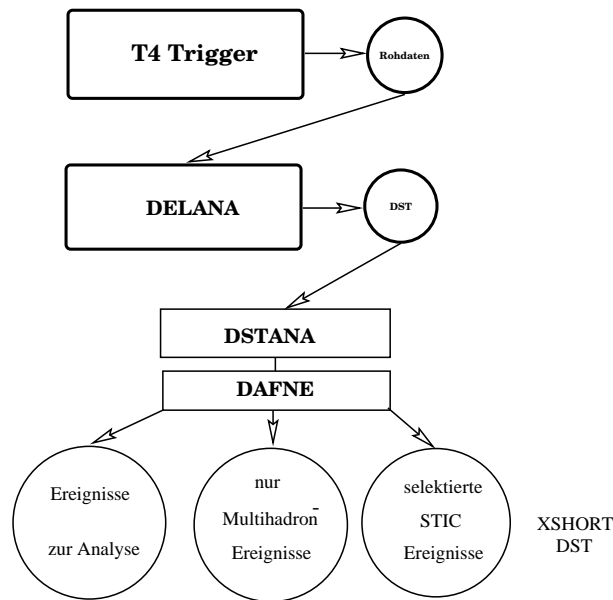 T4 Trigger
Rohdaten
DELANA
DST
DSTANA
DAFNE
Ereignisse
zur Analyse
nur
Multihadron-
Ereignisse
selektierte
STIC
Ereignisse
XSHORT
DST